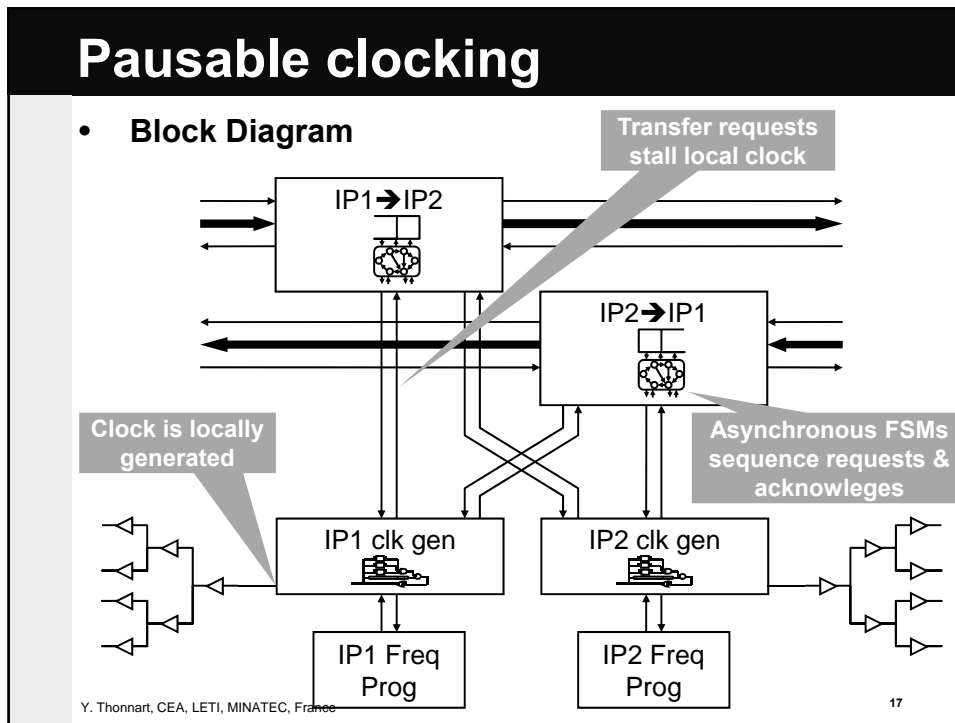 Pausable clocking
• Block Diagram
Transfer requests
stall local clock
IP1➔IP2
IP2➔IP1
Clock is locally
generated
Asynchronous FSMs
sequence requests &
acknowleges
IP1 clk gen
IP2 clk gen
IP1 Freq
Prog
IP2 Freq
Prog
Y. Thonnart, CEA, LETI, MINATEC, France
17